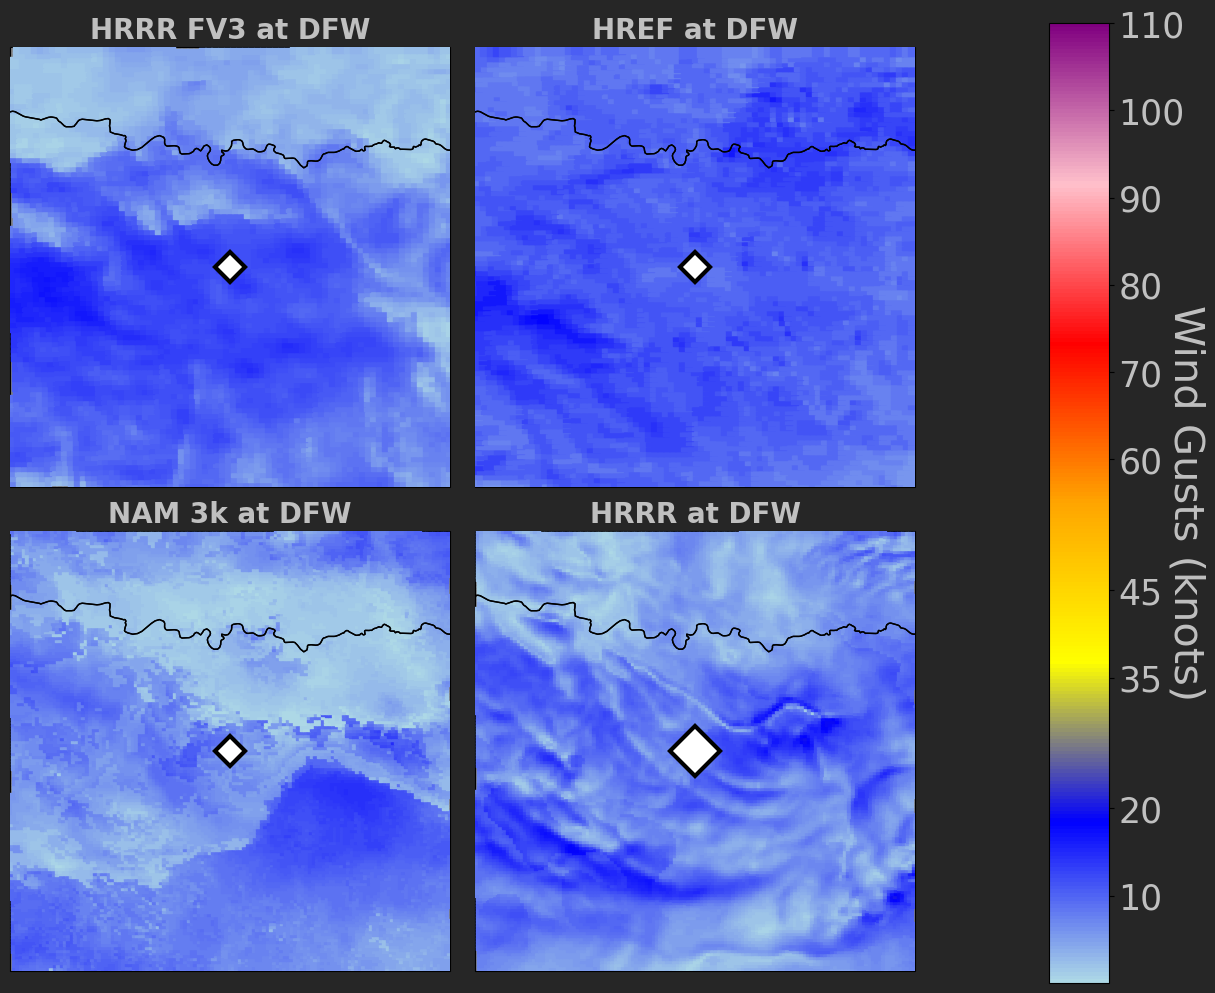 HRRR FV3 at DFW
HREF at DFW
NAM 3k at DFW
HRRR at DFW
110
100
90
80
70
60
45
35
20
10
Wind Gusts (knots)